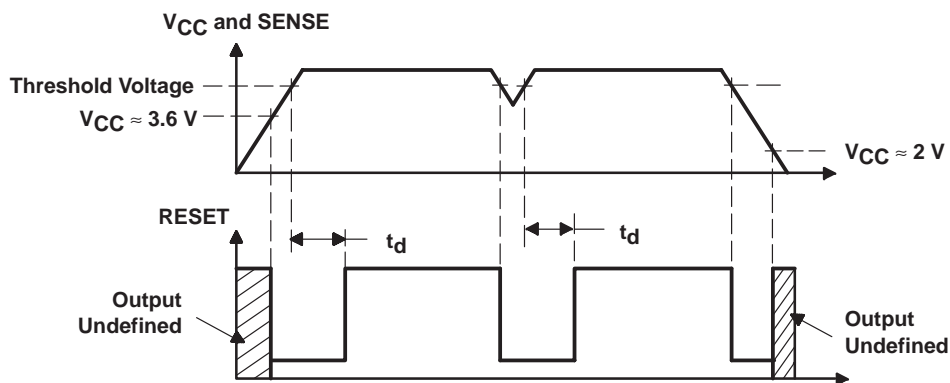 VCC and SENSE
Threshold Voltage
VCC ≈ 3.6 V
VCC ≈ 2 V
RESET
td
td
Output
Undefined
Output
Undefined